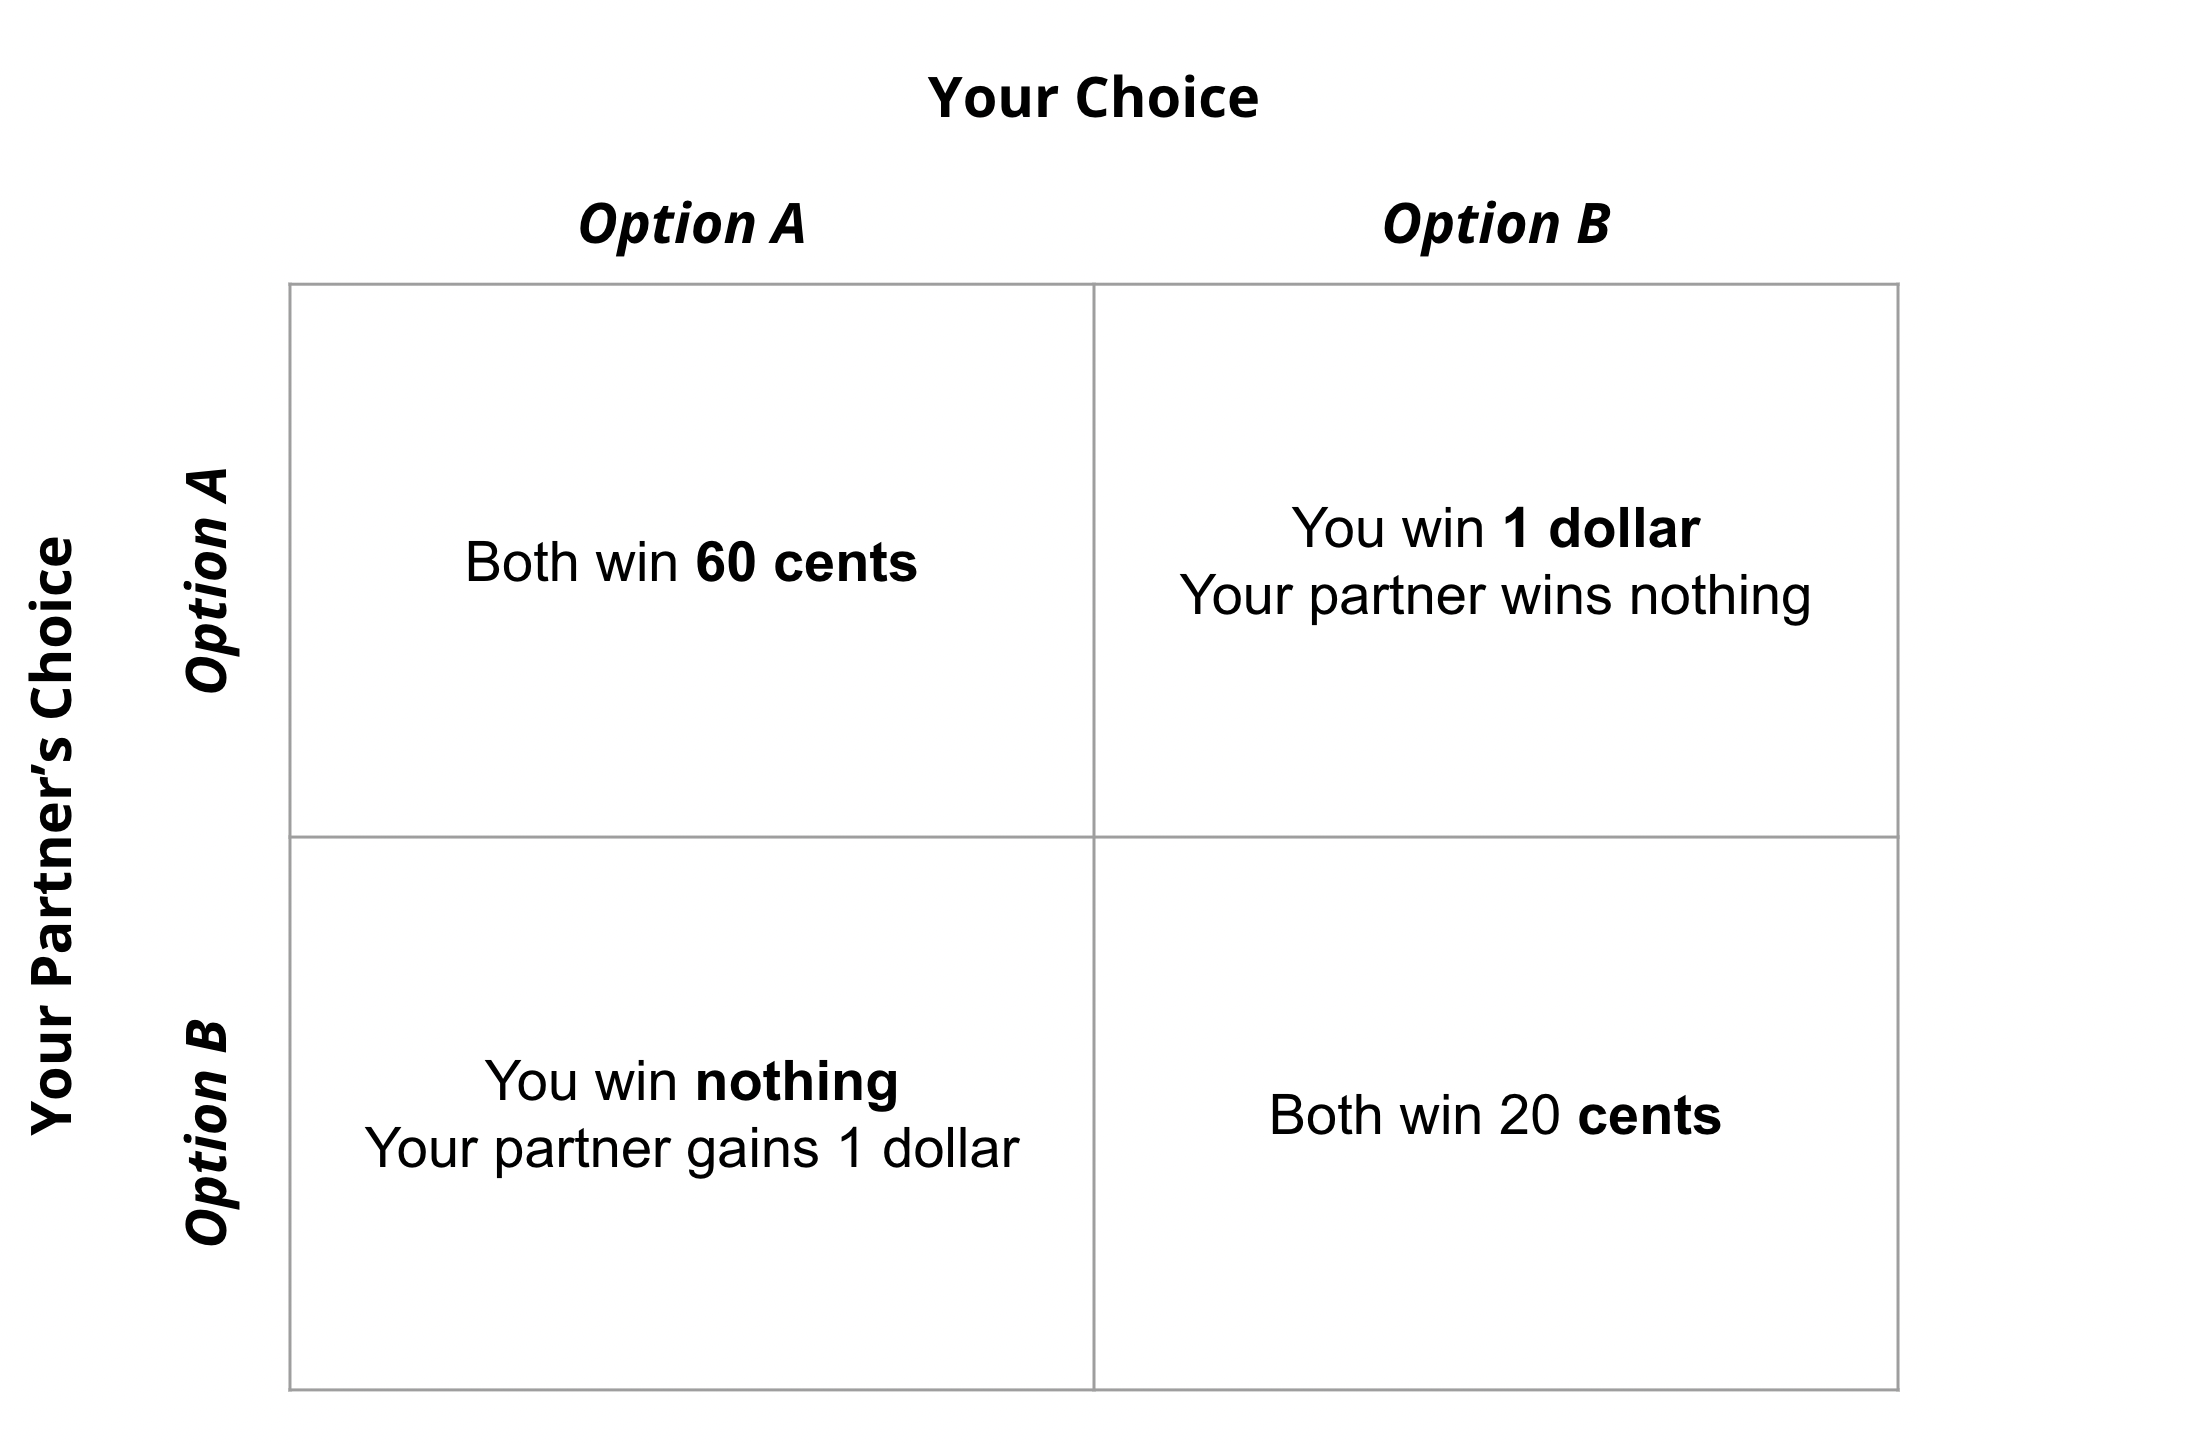 Your Choice
Option A
Option B
Your Partner’s Choice
Option A
Both win 60 cents
You win 1 dollar
Your partner wins nothing
Option B
You win nothing
Your partner gains 1 dollar
Both win 20 cents